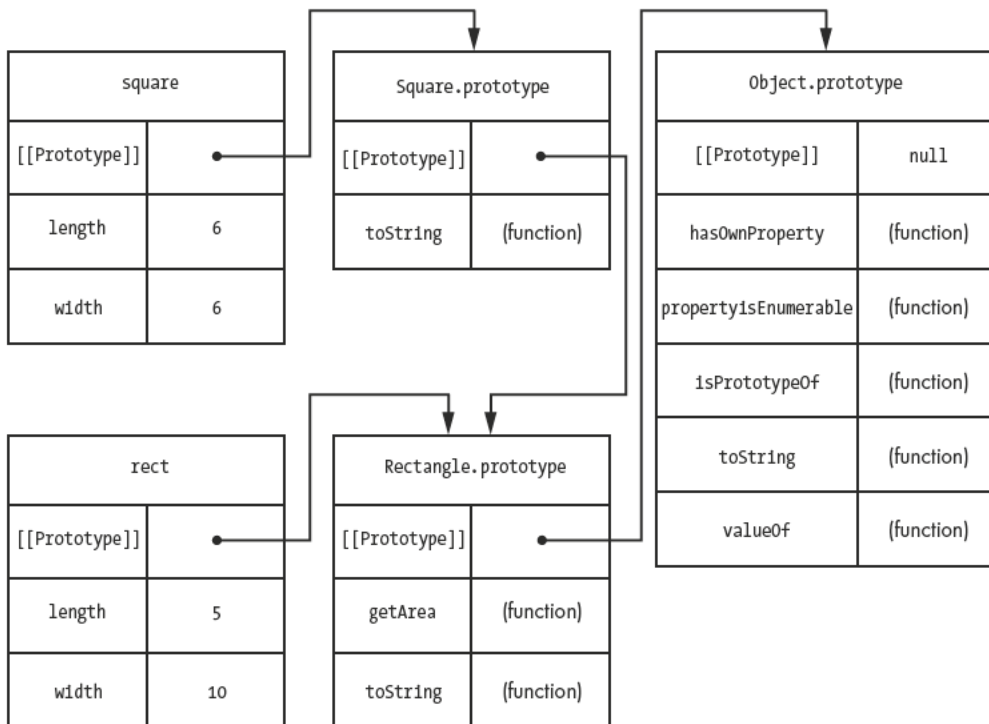 square
[[Prototype]]
length 6
width 6
Square.prototype
[[Prototype]]
toString (function)
Object.prototype
[[Prototype]] null
hasOwnProperty (function)
propertyisEnumerable (function)
isPrototypeOf (function)
toString (function)
valueOf (function)
rect
[[Prototype]]
length 5
width 10
Rectangle.prototype
[[Prototype]]
getArea (function)
toString (function)